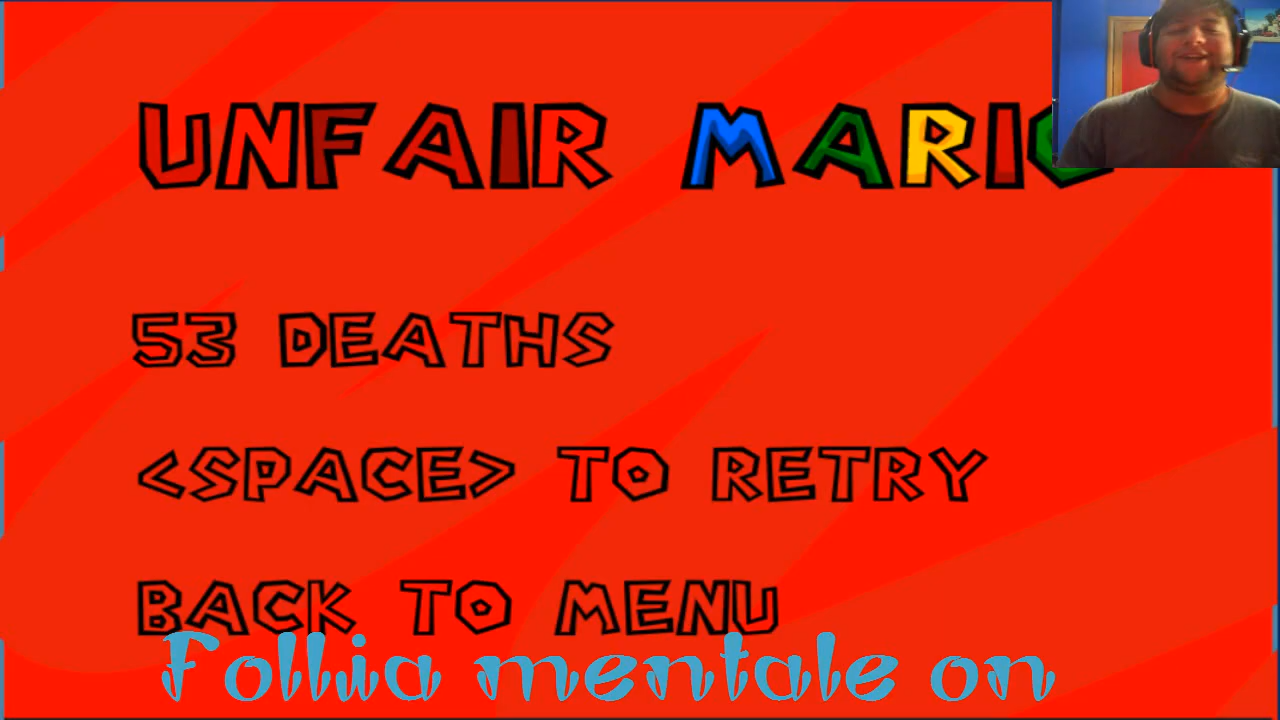 UNFAIR MARIO
53 DEATHS
<SPACE> TO RETRY
BACK TO MENU
Follia mentale on